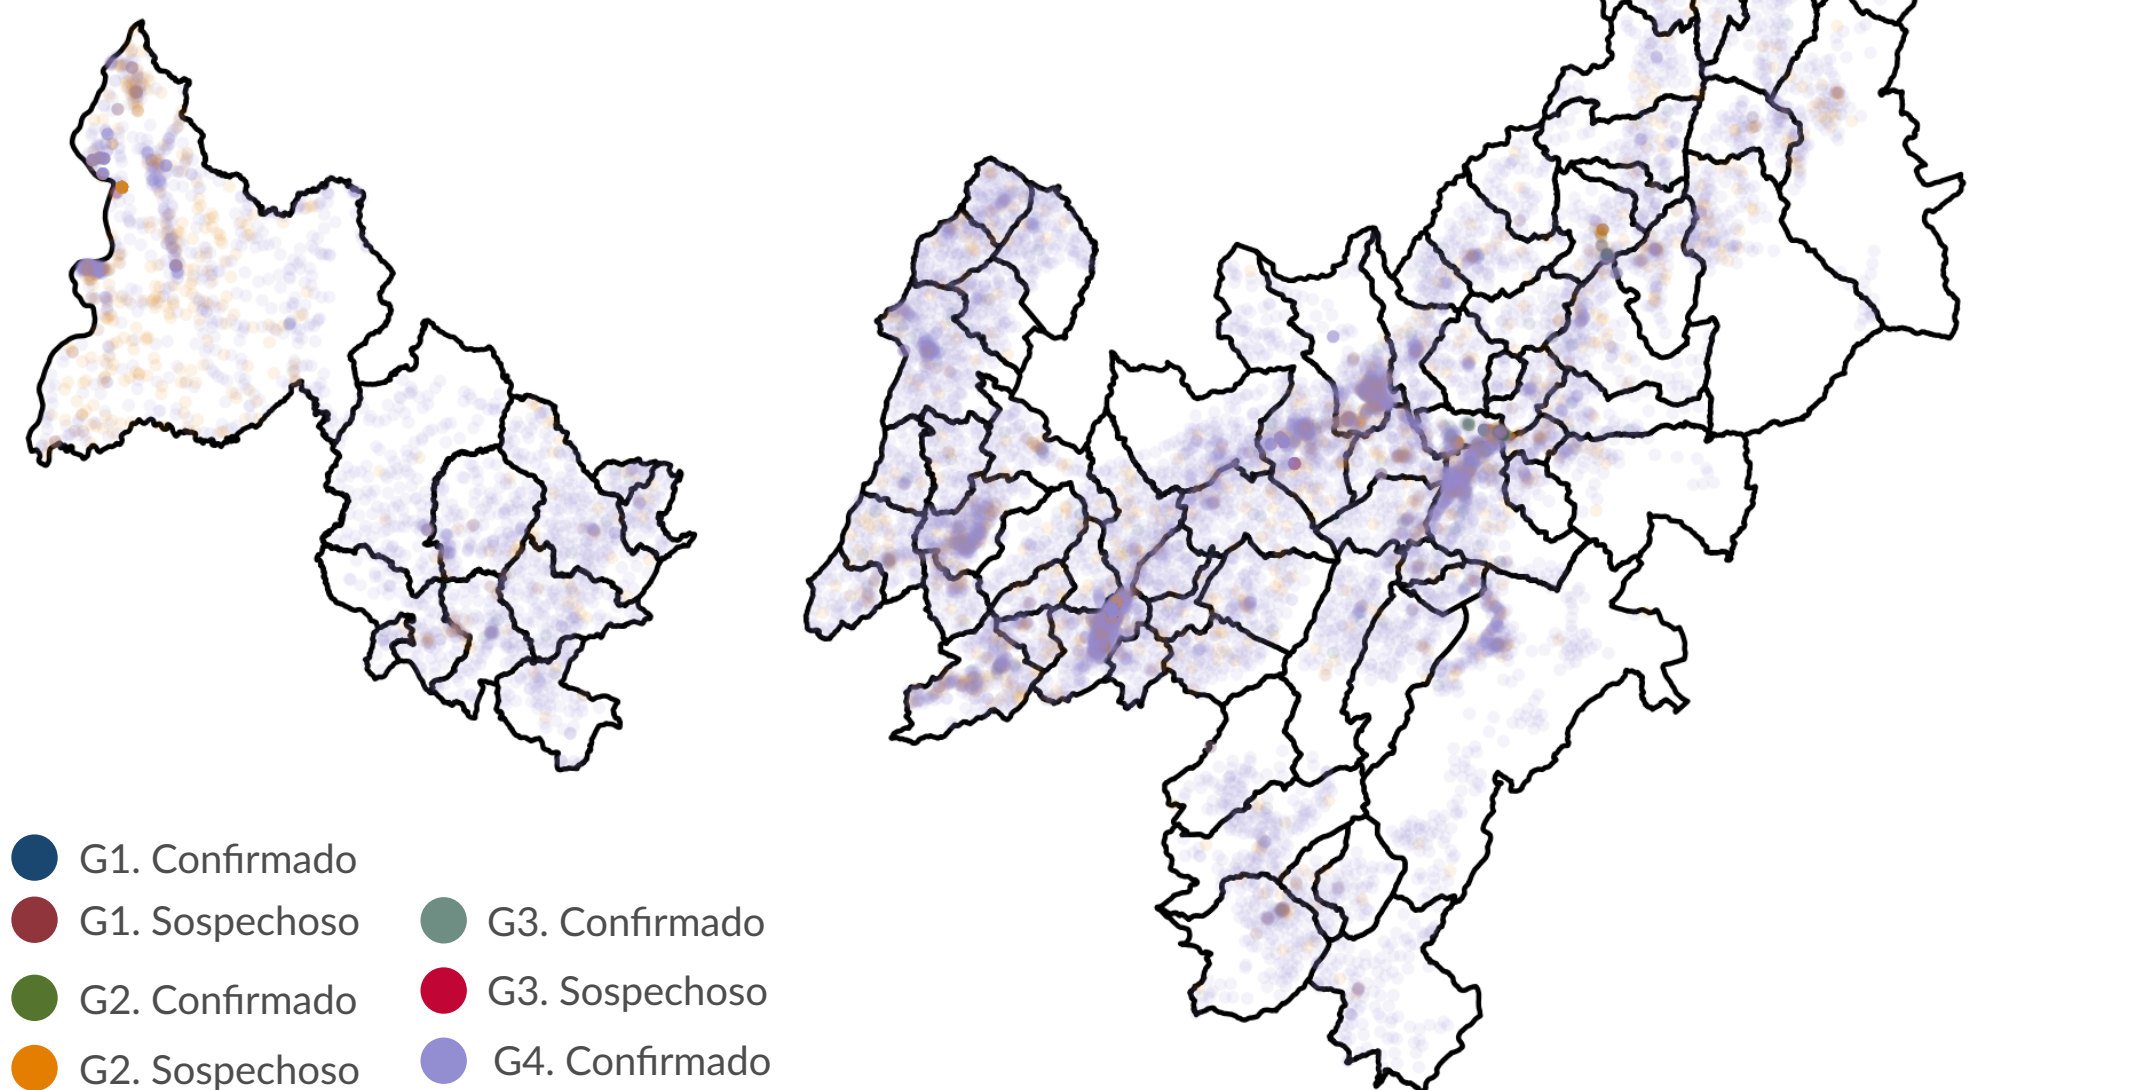 G1. Confirmado
G1. Sospechoso
G2. Confirmado
G2. Sospechoso
G3. Confirmado
G3. Sospechoso
G4. Confirmado